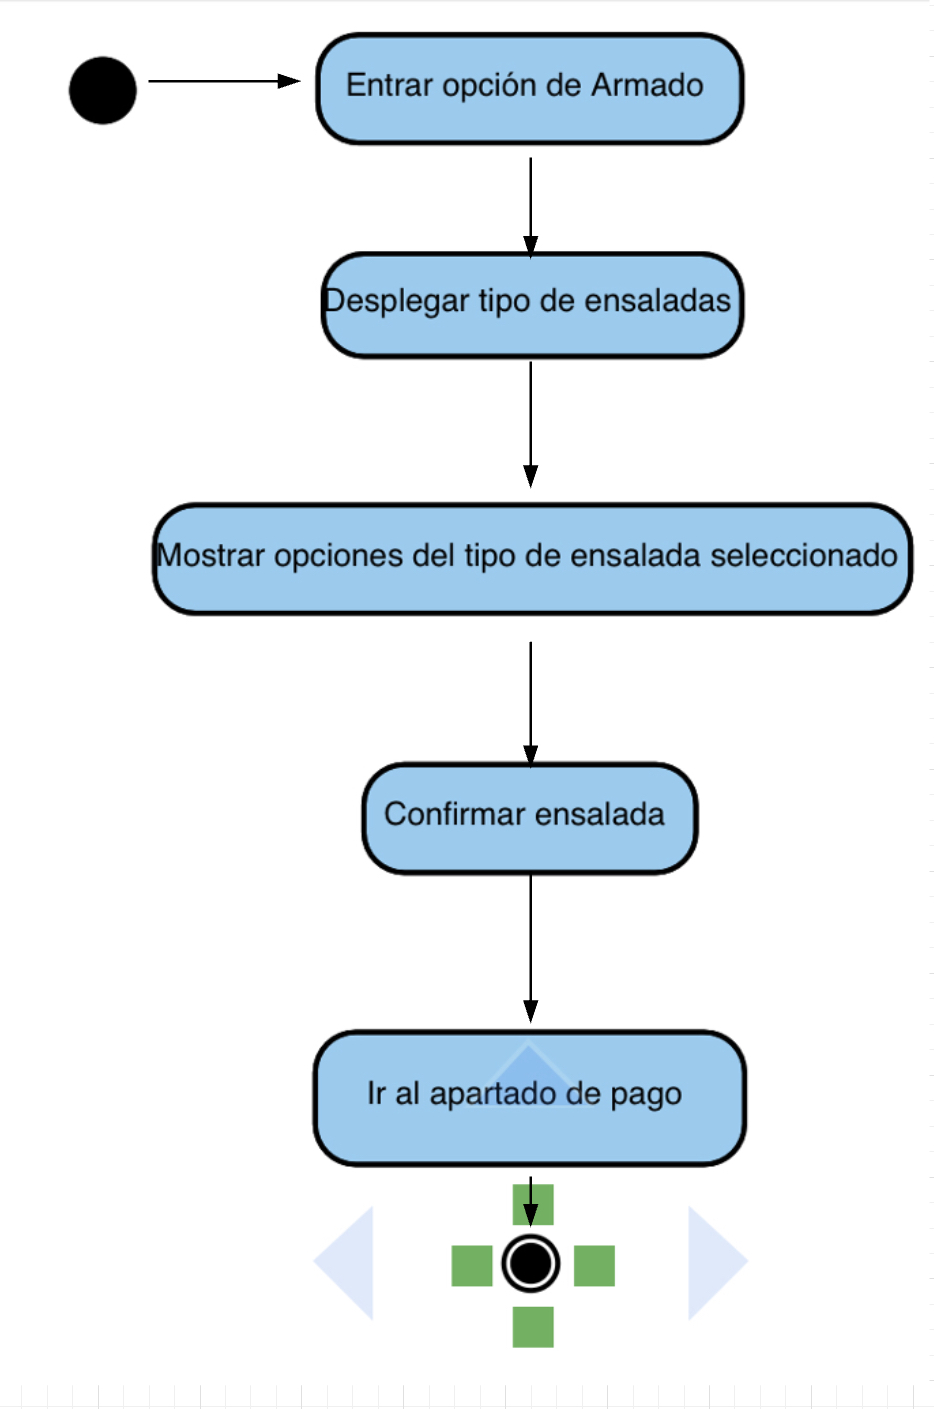 Entrar opción de Armado
Desplegar tipo de ensaladas
Mostrar opciones del tipo de ensalada seleccionado
Confirmar ensalada
Ir al apartado de pago